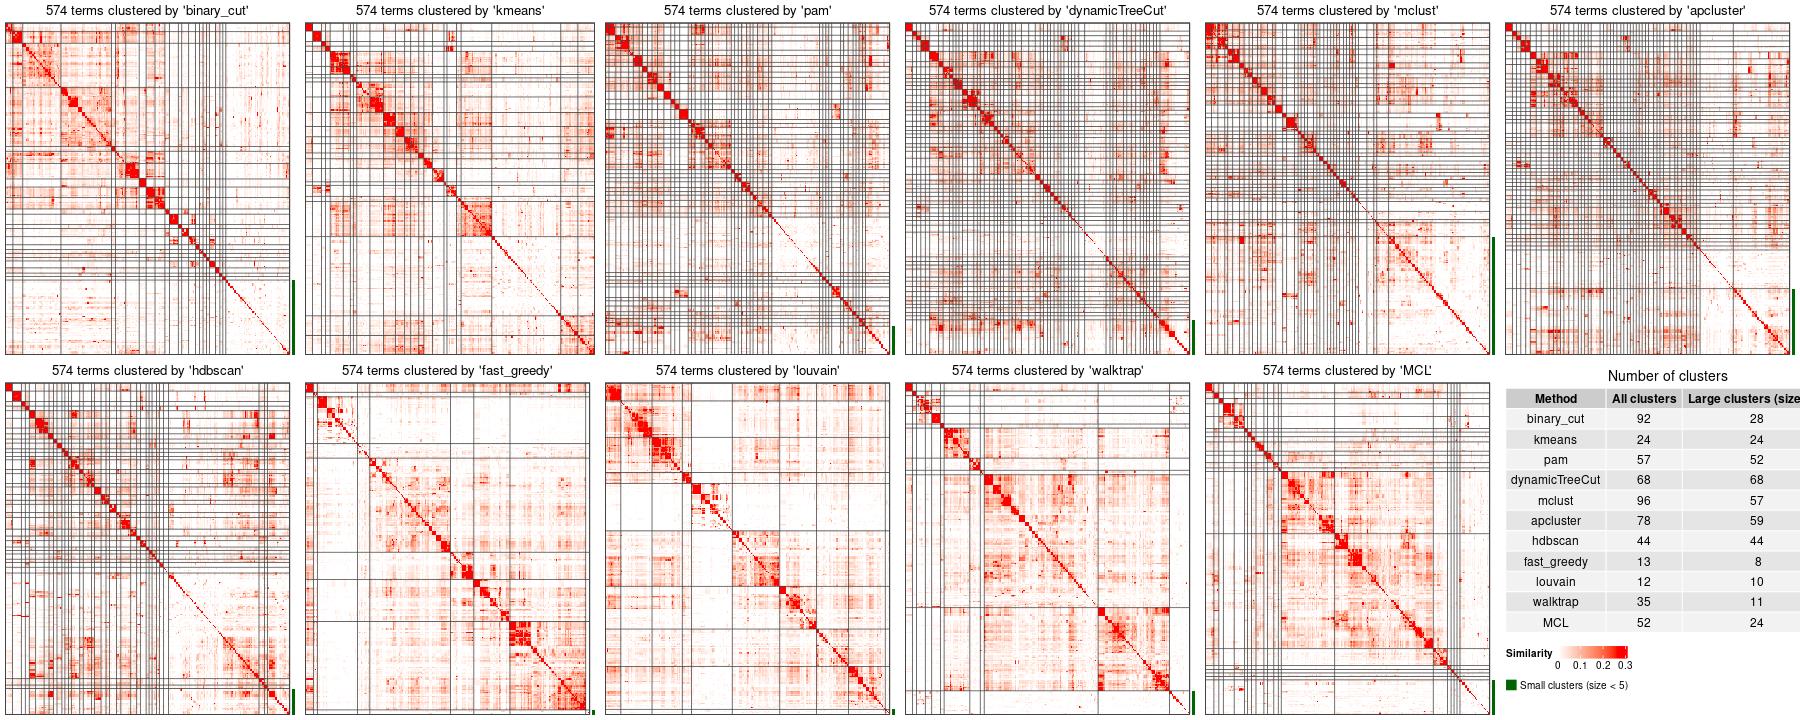 574 terms clustered by 'binary_cut'
574 terms clustered by 'kmeans'
574 terms clustered by 'pam'
574 terms clustered by 'dynamicTreeCut'
574 terms clustered by 'mclust'
574 terms clustered by 'apcluster'
574 terms clustered by 'hdbscan'
574 terms clustered by 'fast_greedy'
574 terms clustered by 'louvain'
574 terms clustered by 'walktrap'
574 terms clustered by 'MCL'
Number of clusters
Method All clusters Large clusters (size
binary_cut 92 28
kmeans 24 24
pam 57 52
dynamicTreeCut 68 68
mclust 96 57
apcluster 78 59
hdbscan 44 44
fast_greedy 13 8
louvain 12 10
walktrap 35 11
MCL 52 24
Similarity
0 0.1 0.2 0.3
Small clusters (size < 5)